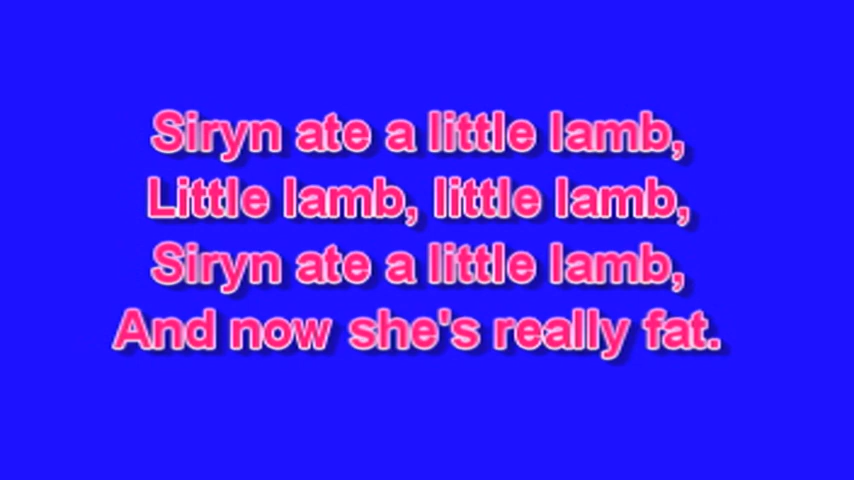 Siryn ate a little lamb,
Little lamb, little lamb,
Siryn ate a little lamb,
And now she's really fat.